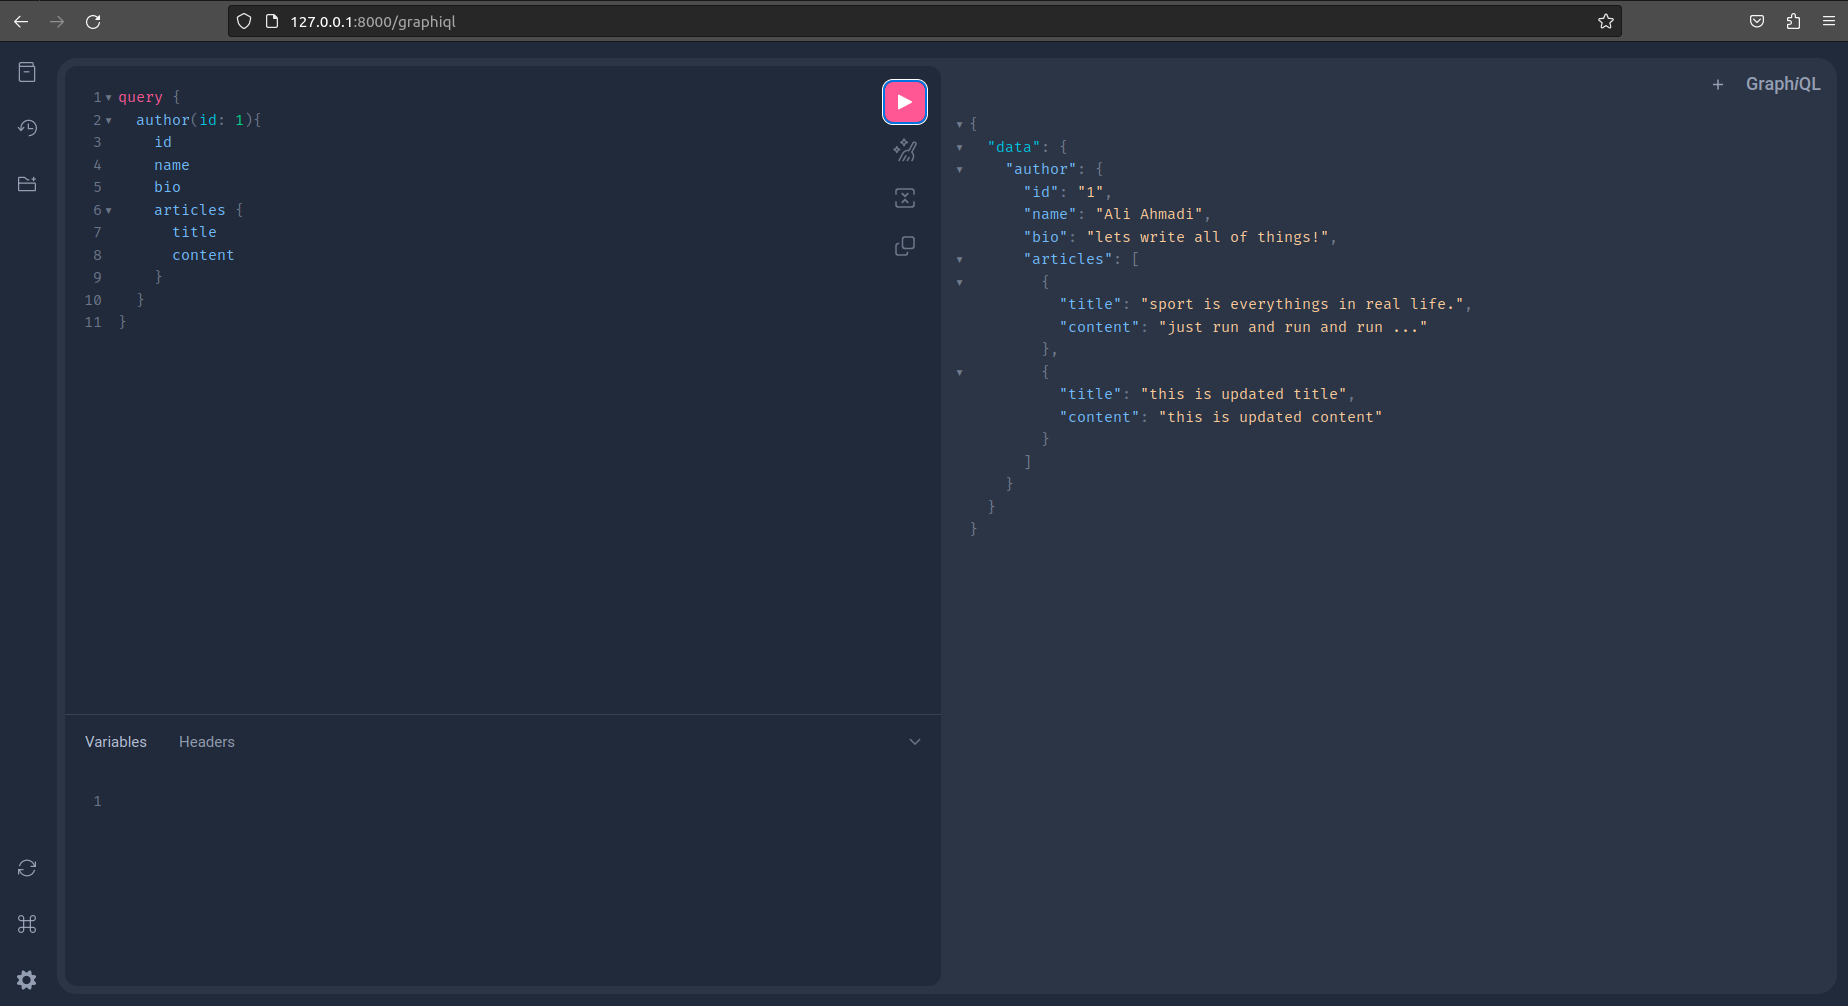 127.0.0.1:8000/graphiql
1 query {
2 author(id: 1){
3 id
4 name
5 bio
6 articles {
7 title
8 content
9 }
10 }
11 }
Variables Headers
1
+ GraphiQL
{
"data": {
"author": {
"id": "1",
"name": "Ali Ahmadi",
"bio": "lets write all of things!",
"articles": [
{
"title": "sport is everythings in real life.",
"content": "just run and run and run ..."
},
{
"title": "this is updated title",
"content": "this is updated content"
}
]
}
}
}